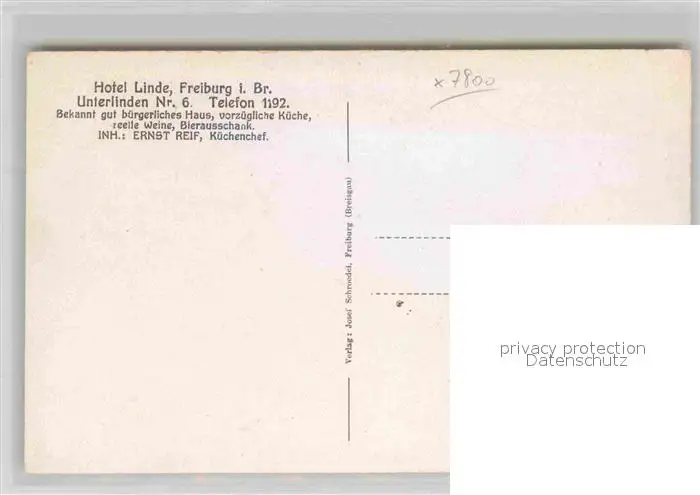 Hotel Linde, Freiburg i. Br.
Unterlinden Nr. 6. Telefon 1192.
Bekannt gut bürgerliches Haus, vorzügliche Küche,
reelle Weine, Bierausschank.
INH.: ERNST REIF, Küchenchef.
x7800
Verlag: Josef Schroedel, Freiburg (Breisgau)
privacy protection
Datenschutz